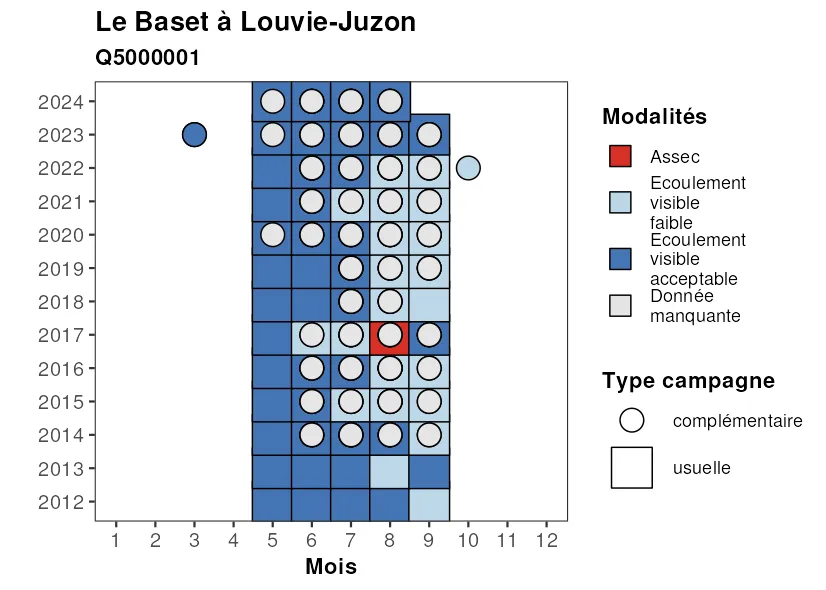 Le Baset à Louvie-Juzon
Q5000001
2024
2023
2022
2021
2020
2019
2018
2017
2016
2015
2014
2013
2012
1 2 3 4 5 6 7 8 9 10 11 12
Mois
Modalités
Assec
Ecoulement
visible
faible
Ecoulement
visible
acceptable
Donnée
manquante
Type campagne
complémentaire
usuelle